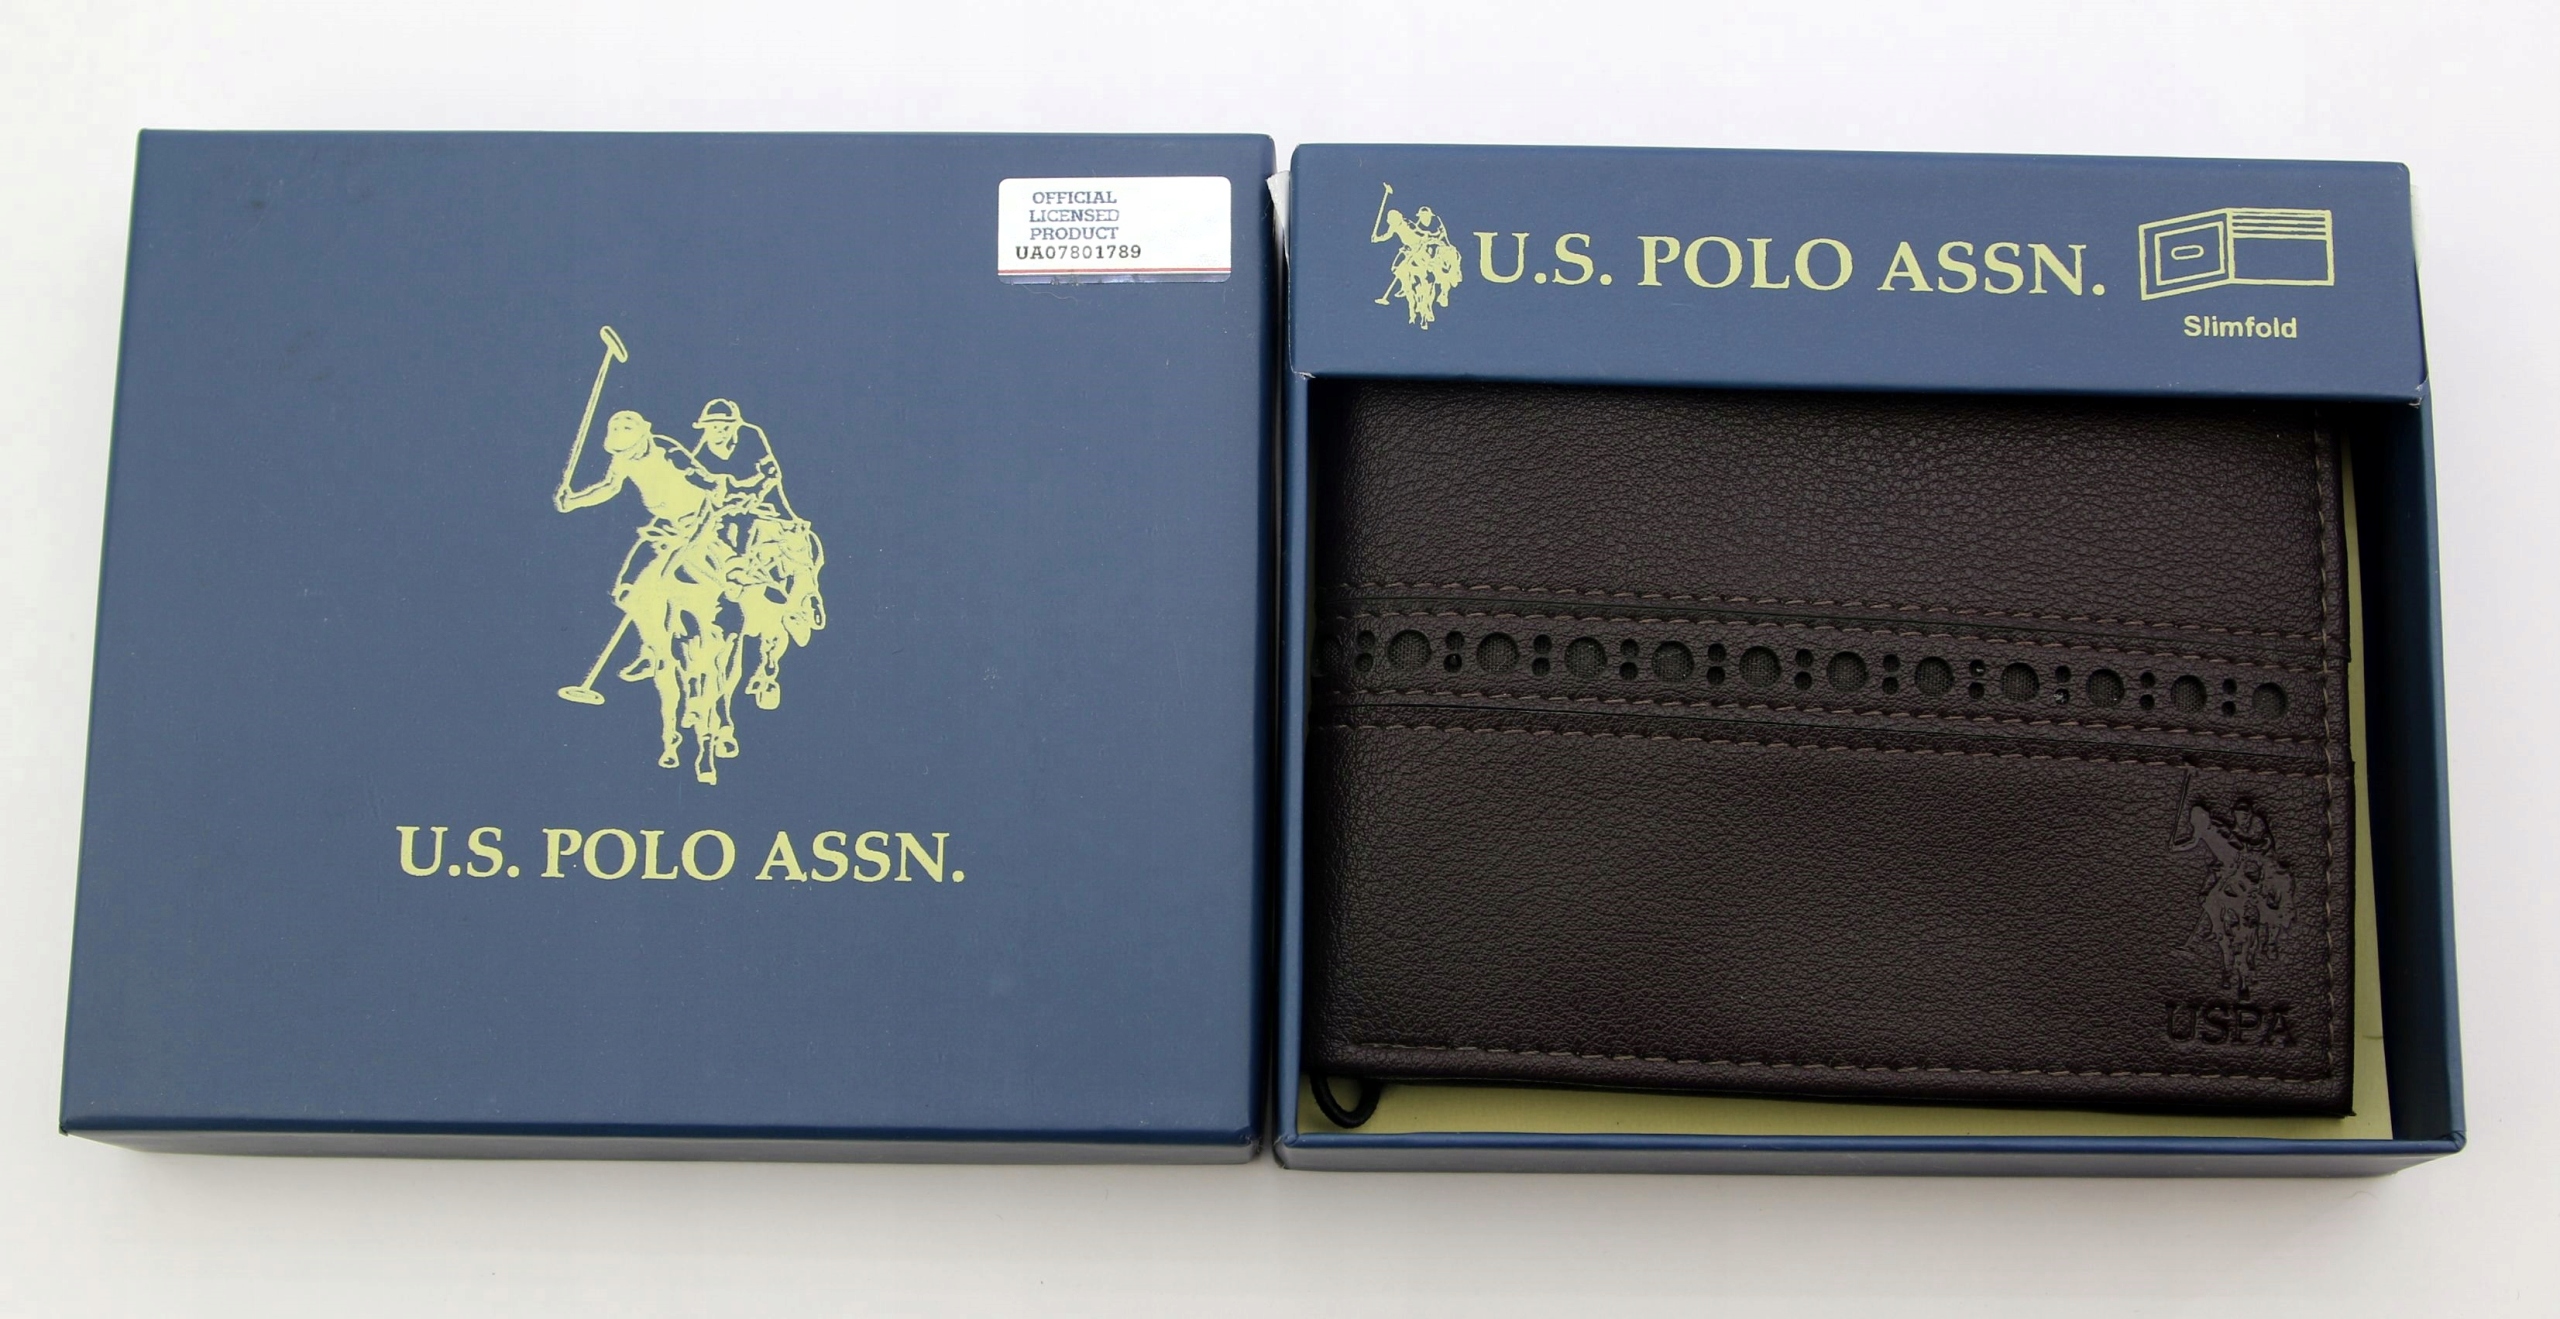 OFFICIAL
LICENSED
PRODUCT
UA07801789
U.S. POLO ASSN.
U.S. POLO ASSN.
Slimfold
USPA